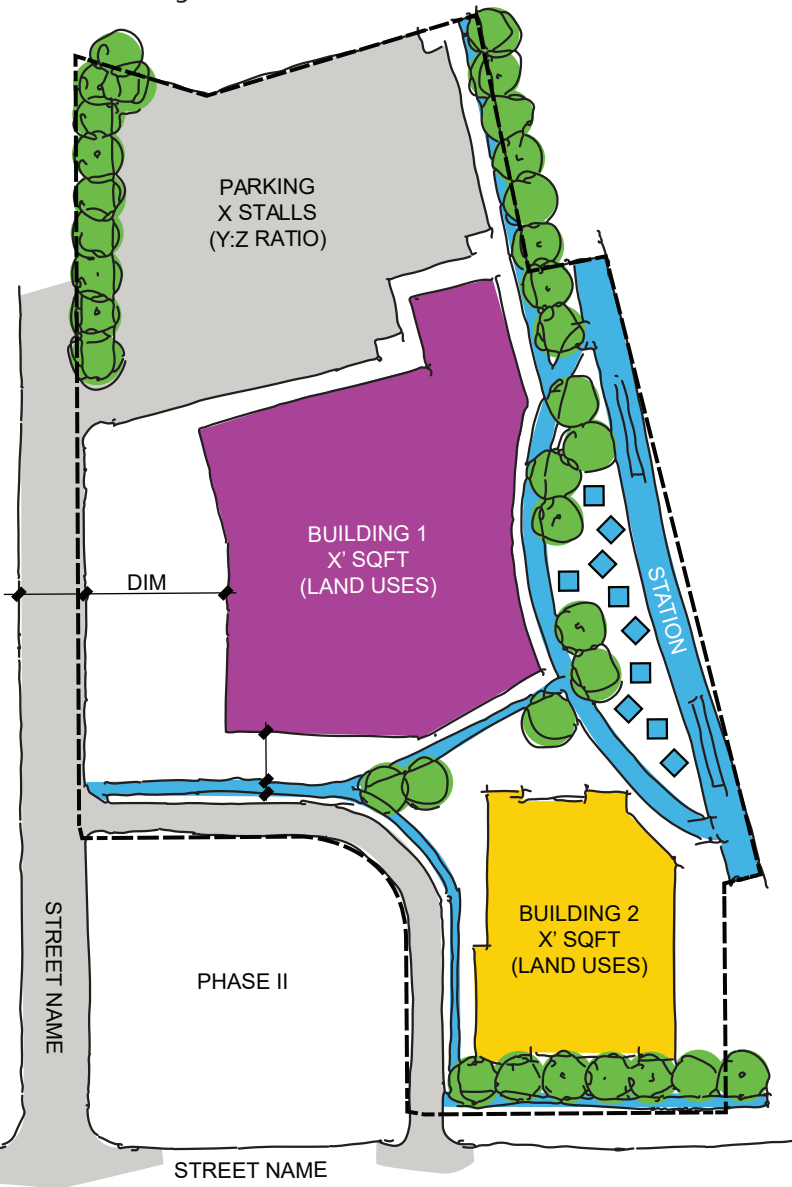 PARKING
X STALLS
(Y:Z RATIO)
BUILDING 1
X' SQFT
(LAND USES)
DIM
STATION
BUILDING 2
X' SQFT
(LAND USES)
STREET NAME
PHASE II
STREET NAME